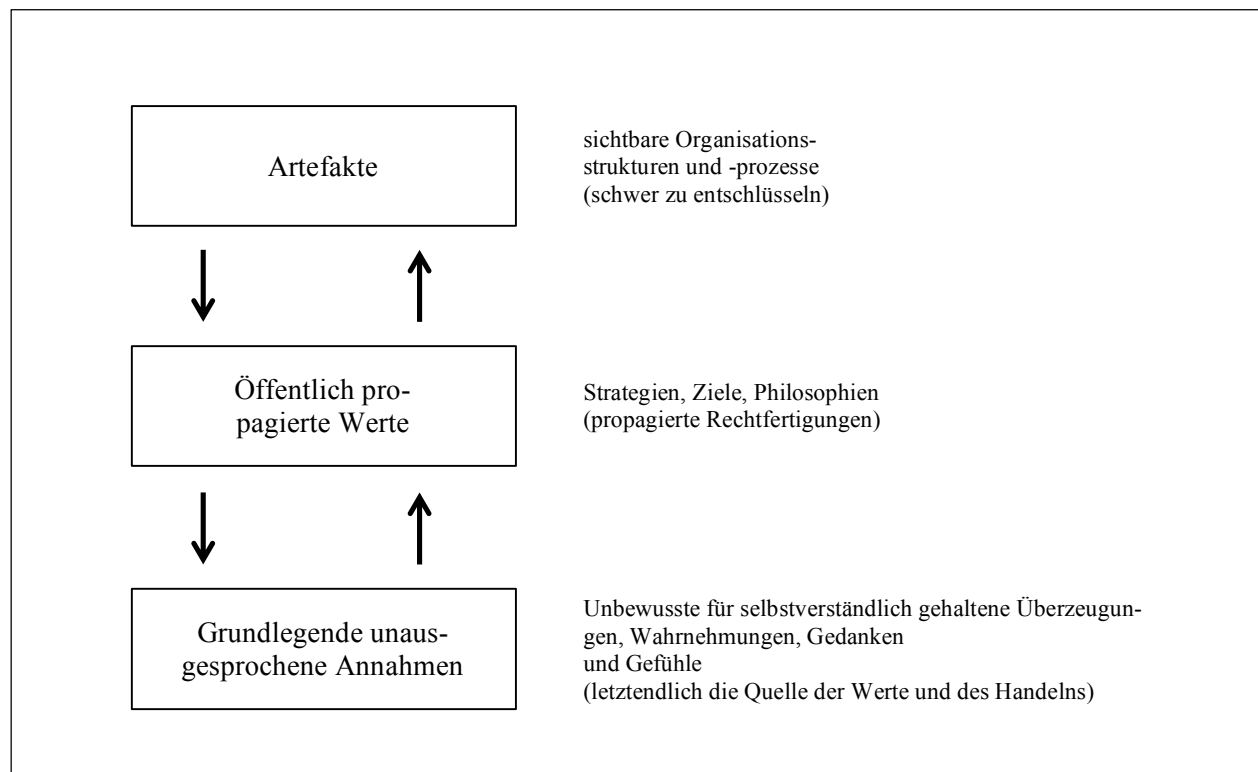 Artefakte
sichtbare Organisations-
strukturen und -prozesse
(schwer zu entschlüsseln)
Öffentlich pro-
pagierte Werte
Strategien, Ziele, Philosophien
(propagierte Rechtfertigungen)
Grundlegende unaus-
gesprochene Annahmen
Unbewusste für selbstverständlich gehaltene Überzeugun-
gen, Wahrnehmungen, Gedanken
und Gefühle
(letztendlich die Quelle der Werte und des Handelns)